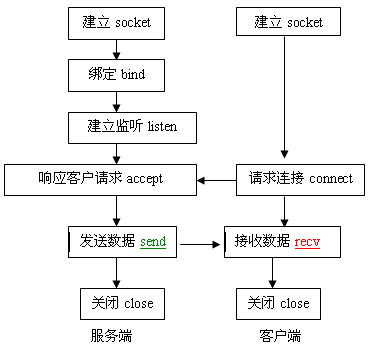 建立 socket
建立 socket
绑定 bind
建立监听 listen
响应客户请求 accept
请求连接 connect
发送数据 send
接收数据 recv
关闭 close
关闭 close
服务端
客户端